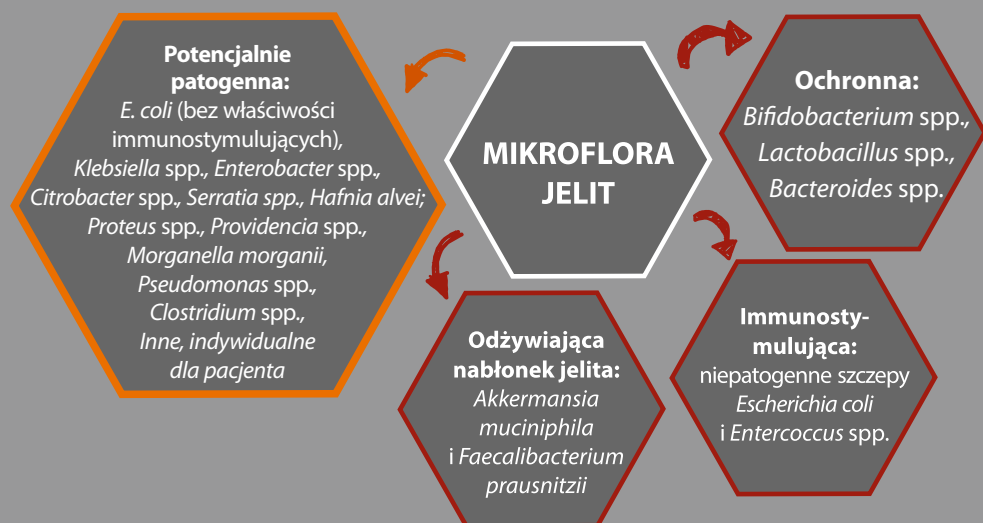 Potencjalnie
patogenna:
E. coli (bez właściwości
immunostymulujących),
Klebsiella spp., Enterobacter spp.,
Citrobacter spp., Serratia spp., Hafnia alvei;
Proteus spp., Providencia spp.,
Morganella morganii,
Pseudomonas spp.,
Clostridium spp.,
Inne, indywidualne
dla pacjenta
MIKROFLORA
JELIT
Ochronna:
Bifidobacterium spp.,
Lactobacillus spp.,
Bacteroides spp.
Odżywiająca
nabłonek jelita:
Akkermansia
muciniphila
i Faecalibacterium
prausnitzii
Immunosty-
mulująca:
niepatogenne szczepy
Escherichia coli
i Entercoccus spp.